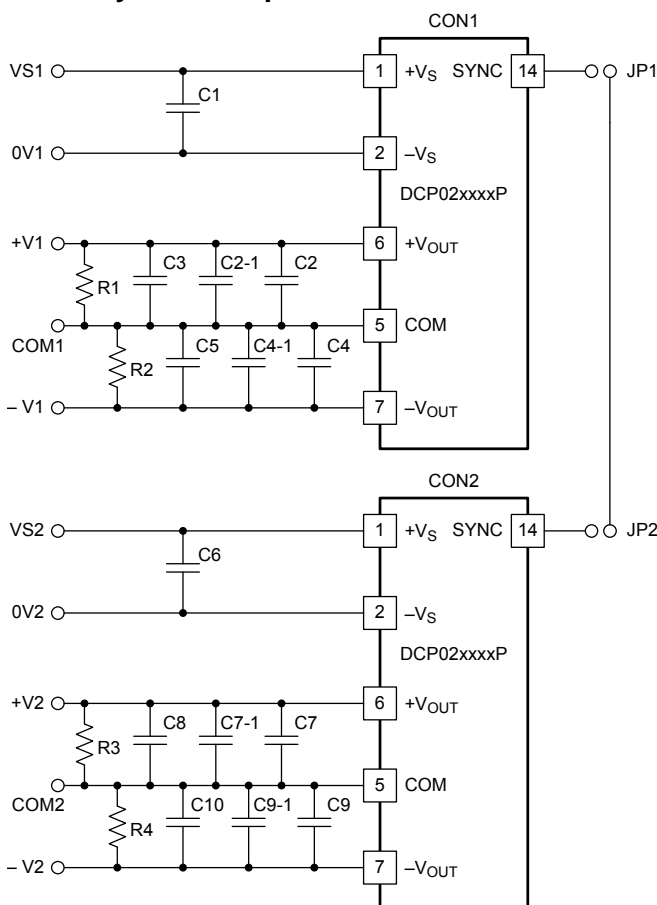 CON1
VS1 1 +VS SYNC 14 JP1
C1
0V1 2 –VS
DCP02xxxxP
+V1 6 +VOUT
R1 C3 C2-1 C2
COM1 5 COM
R2 C5 C4-1 C4
– V1 7 –VOUT
CON2
VS2 1 +VS SYNC 14 JP2
C6
0V2 2 –VS
DCP02xxxxP
+V2 6 +VOUT
R3 C8 C7-1 C7
COM2 5 COM
R4 C10 C9-1 C9
– V2 7 –VOUT